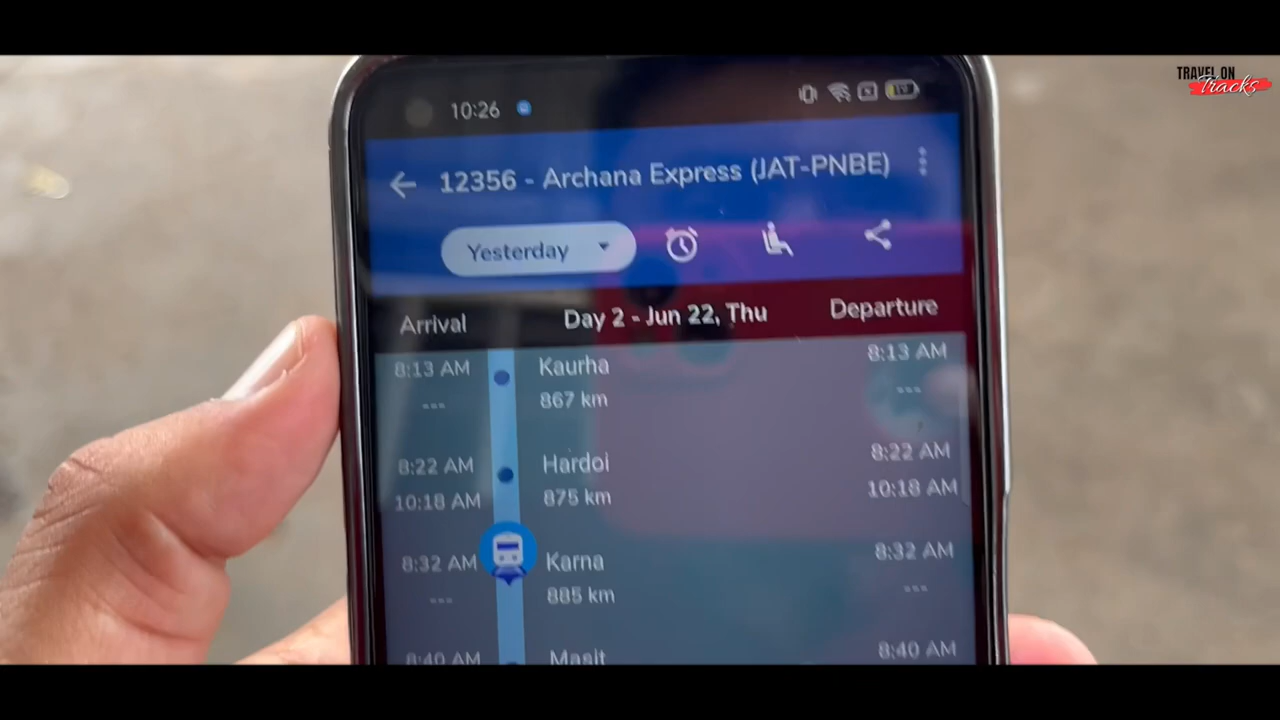 TRAVEL ON
Tracks
10:26
12356 - Archana Express (JAT-PNBE)
Yesterday
Arrival Day 2 - Jun 22, Thu Departure
8:13 AM Kaurha 8:13 AM
--- 867 km ---
8:22 AM Hardoi 8:22 AM
10:18 AM 875 km 10:18 AM
8:32 AM Karna 8:32 AM
--- 885 km ---
8:40 AM Masit 8:40 AM